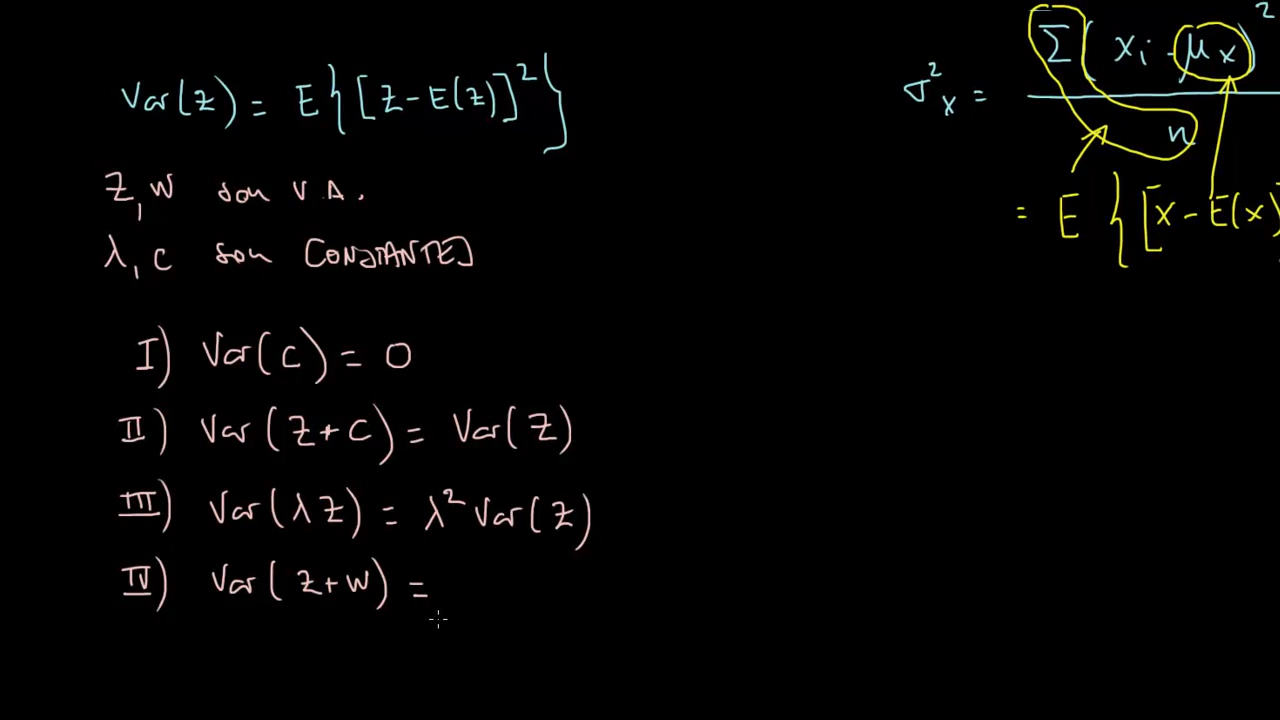 Var(Z) = E{[Z-E(Z)]²}
Z, W son V.A.
λ, C son CONSTANTES
I) Var(C) = 0
II) Var(Z+C) = Var(Z)
III) Var(λZ) = λ² Var(Z)
IV) Var(Z+W) =
σ²x = Σ(xi - μx)² / n
= E{[x-E(x)